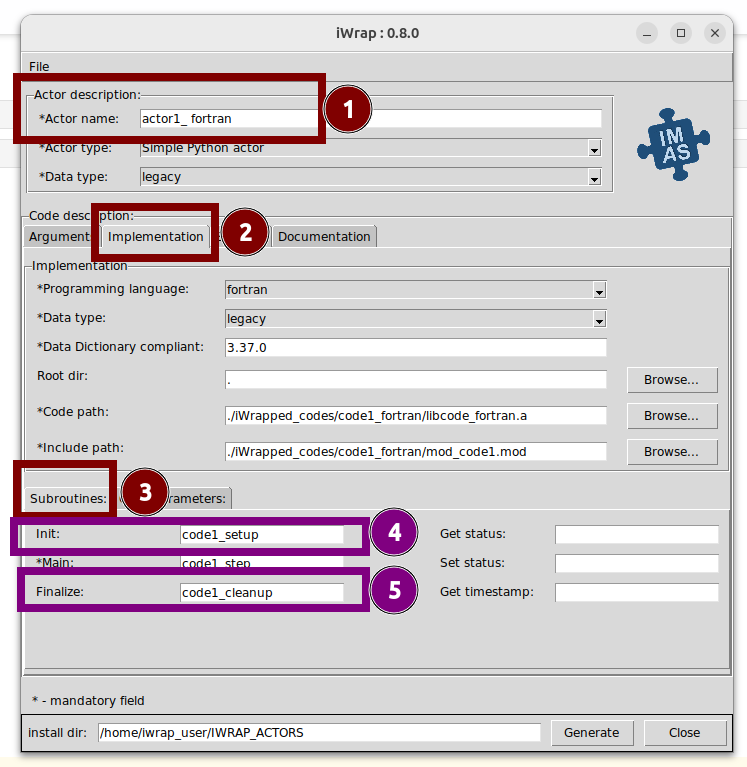 iWrap : 0.8.0
File
Actor description:
*Actor name: actor1_ fortran
1
*Actor type: Simple Python actor
*Data type: legacy
IM
AS
Code description:
Arguments Implementation 2 Documentation
Implementation
*Programming language: fortran
*Data type: legacy
*Data Dictionary compliant: 3.37.0
Root dir: . Browse...
*Code path: ./iWrapped_codes/code1_fortran/libcode_fortran.a Browse...
*Include path: ./iWrapped_codes/code1_fortran/mod_code1.mod Browse...
Subroutines: 3 rameters:
Init: code1_setup 4 Get status:
*Main: code1_step Set status:
Finalize: code1_cleanup 5 Get timestamp:
* - mandatory field
install dir: /home/iwrap_user/IWRAP_ACTORS Generate Close